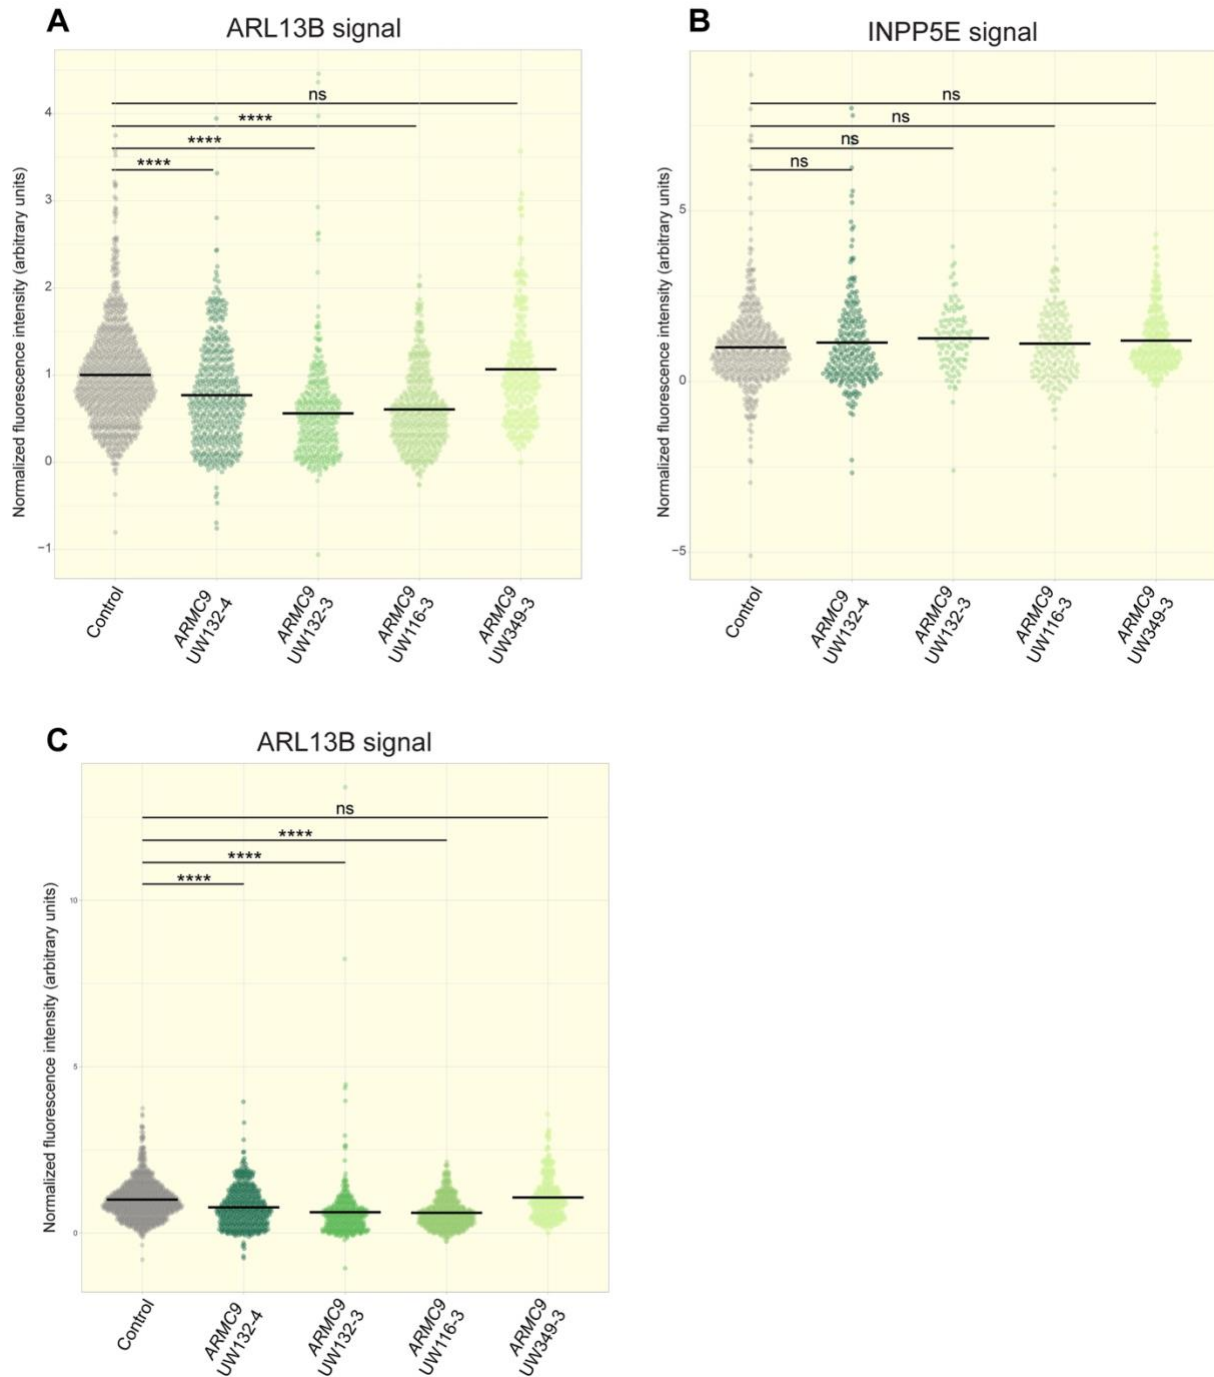 A
ARL13B signal
Normalized fluorescence intensity (arbitrary units)
4
3
2
1
0
−1
ns
****
****
****
Control
ARMC9
UW132-4
ARMC9
UW132-3
ARMC9
UW116-3
ARMC9
UW349-3
B
INPP5E signal
Normalized fluorescence intensity (arbitrary units)
5
0
−5
ns
ns
ns
ns
Control
ARMC9
UW132-4
ARMC9
UW132-3
ARMC9
UW116-3
ARMC9
UW349-3
C
ARL13B signal
Normalized fluorescence intensity (arbitrary units)
10
5
0
ns
****
****
****
Control
ARMC9
UW132-4
ARMC9
UW132-3
ARMC9
UW116-3
ARMC9
UW349-3